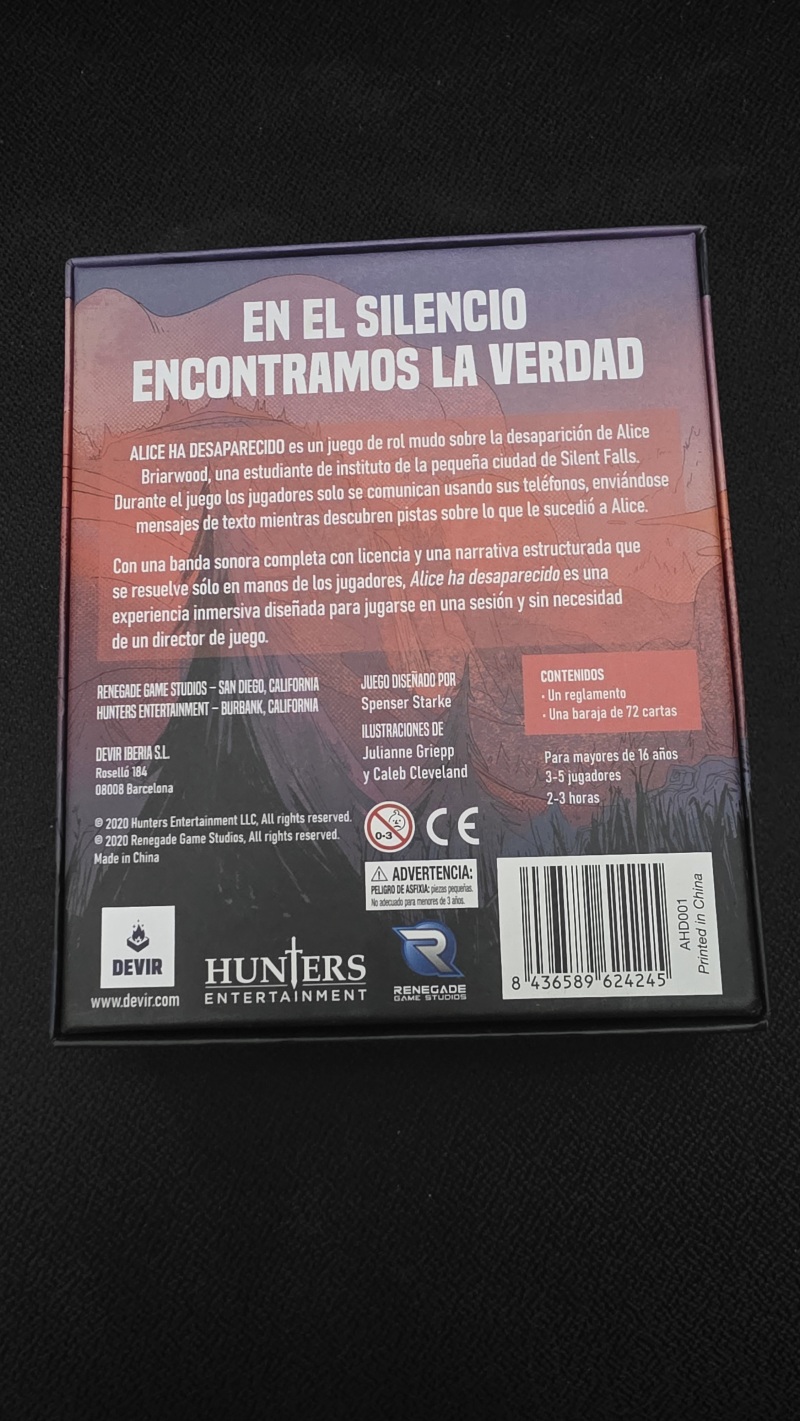 EN EL SILENCIO
ENCONTRAMOS LA VERDAD
ALICE HA DESAPARECIDO es un juego de rol mudo sobre la desaparición de Alice
Briarwood, una estudiante de instituto de la pequeña ciudad de Silent Falls.
Durante el juego los jugadores solo se comunican usando sus teléfonos, enviándose
mensajes de texto mientras descubren pistas sobre lo que le sucedió a Alice.
Con una banda sonora completa con licencia y una narrativa estructurada que
se resuelve sólo en manos de los jugadores, Alice ha desaparecido es una
experiencia inmersiva diseñada para jugarse en una sesión y sin necesidad
de un director de juego.
RENEGADE GAME STUDIOS – SAN DIEGO, CALIFORNIA
HUNTERS ENTERTAINMENT – BURBANK, CALIFORNIA
DEVIR IBERIA S.L.
Roselló 184
08008 Barcelona
© 2020 Hunters Entertainment LLC, All rights reserved.
© 2020 Renegade Game Studios, All rights reserved.
Made in China
JUEGO DISEÑADO POR
Spenser Starke
ILUSTRACIONES DE
Julianne Griepp
y Caleb Cleveland
CONTENIDOS
· Un reglamento
· Una baraja de 72 cartas
Para mayores de 16 años
3-5 jugadores
2-3 horas
0-3
CE
ADVERTENCIA:
PELIGRO DE ASFIXIA: piezas pequeñas.
No adecuado para menores de 3 años.
DEVIR
www.devir.com
HUNTERS
ENTERTAINMENT
R
RENEGADE
GAME STUDIOS
8 436589 624245
AHD001
Printed in China